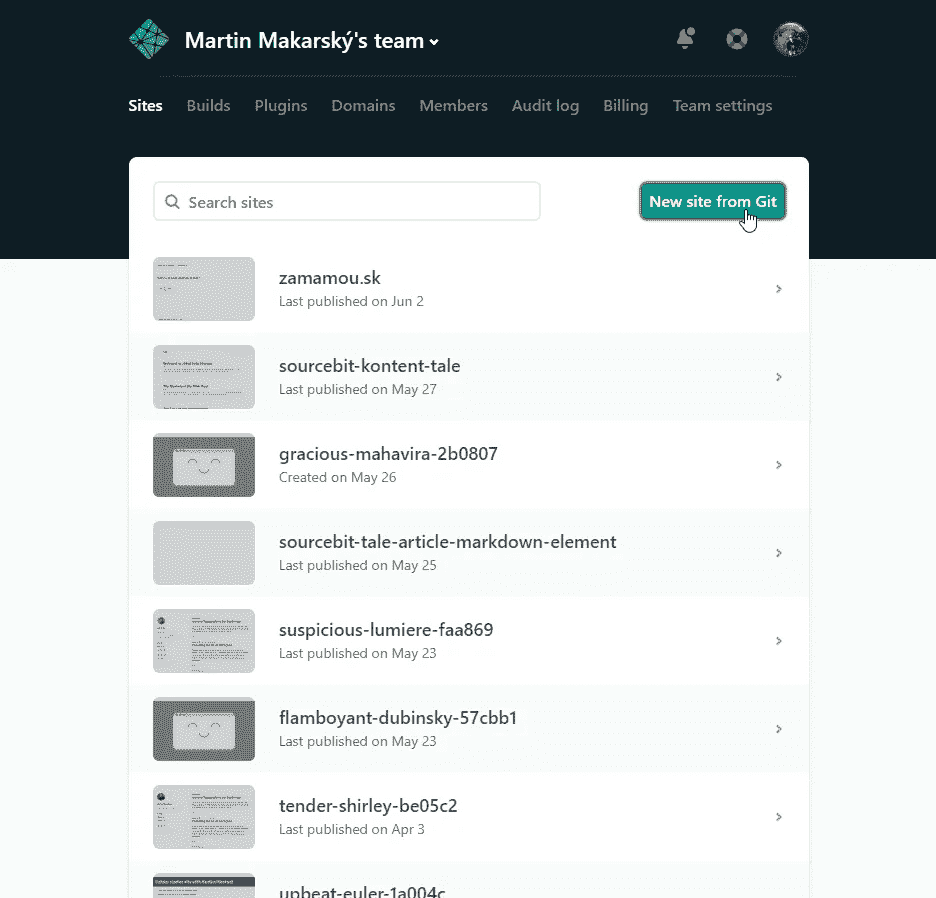 Martin Makarský's team
Sites Builds Plugins Domains Members Audit log Billing Team settings
Search sites
New site from Git
zamamou.sk
Last published on Jun 2
sourcebit-kontent-tale
Last published on May 27
gracious-mahavira-2b0807
Created on May 26
sourcebit-tale-article-markdown-element
Last published on May 25
suspicious-lumiere-faa869
Last published on May 23
flamboyant-dubinsky-57cbb1
Last published on May 23
tender-shirley-be05c2
Last published on Apr 3
upbeat-euler-1a004c